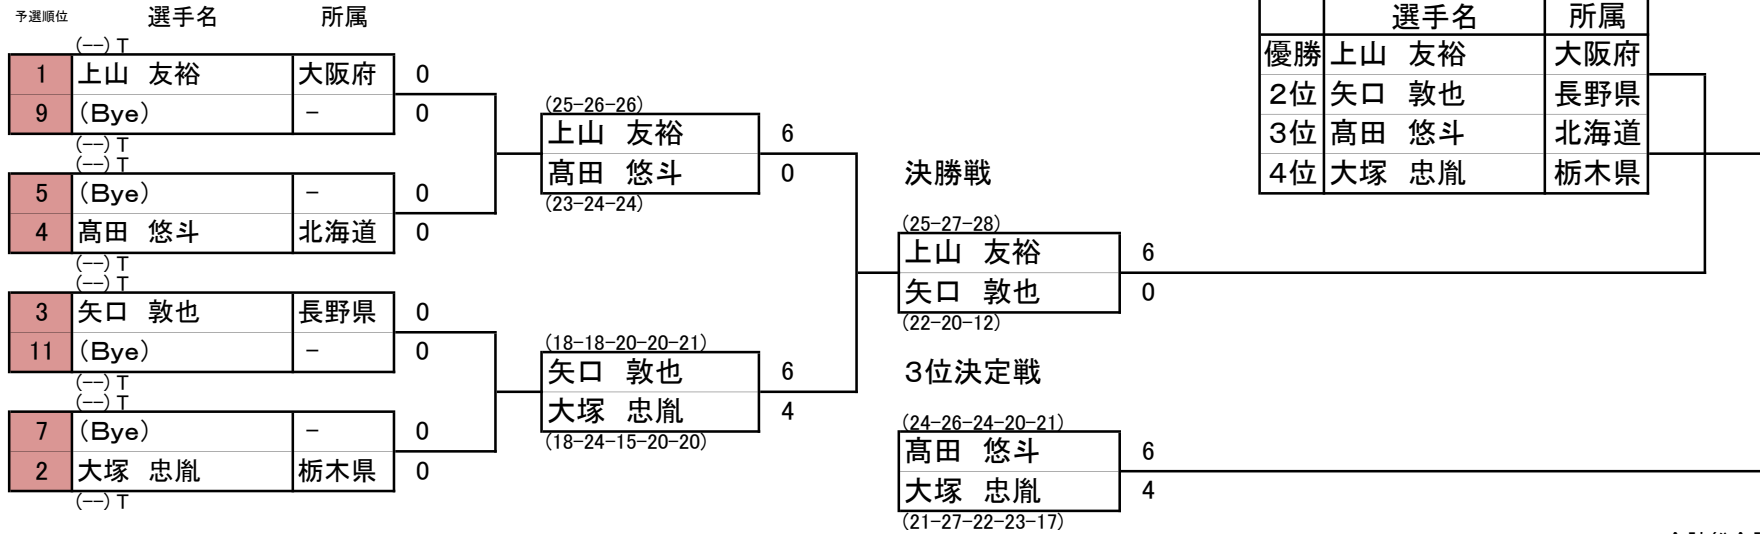 予選順位 選手名 所属
(--) T
1 上山 友裕 大阪府 0
9 (Bye) - 0
(--) T
(--) T
5 (Bye) - 0
4 髙田 悠斗 北海道 0
(--) T
(--) T
3 矢口 敦也 長野県 0
11 (Bye) - 0
(--) T
(--) T
7 (Bye) - 0
2 大塚 忠胤 栃木県 0
(--) T
(25-26-26)
上山 友裕 6
髙田 悠斗 0
(23-24-24)
(18-18-20-20-21)
矢口 敦也 6
大塚 忠胤 4
(18-24-15-20-20)
決勝戦
(25-27-28)
上山 友裕 6
矢口 敦也 0
(22-20-12)
3位決定戦
(24-26-24-20-21)
髙田 悠斗 6
大塚 忠胤 4
(21-27-22-23-17)
選手名 所属
優勝 上山 友裕 大阪府
2位 矢口 敦也 長野県
3位 髙田 悠斗 北海道
4位 大塚 忠胤 栃木県